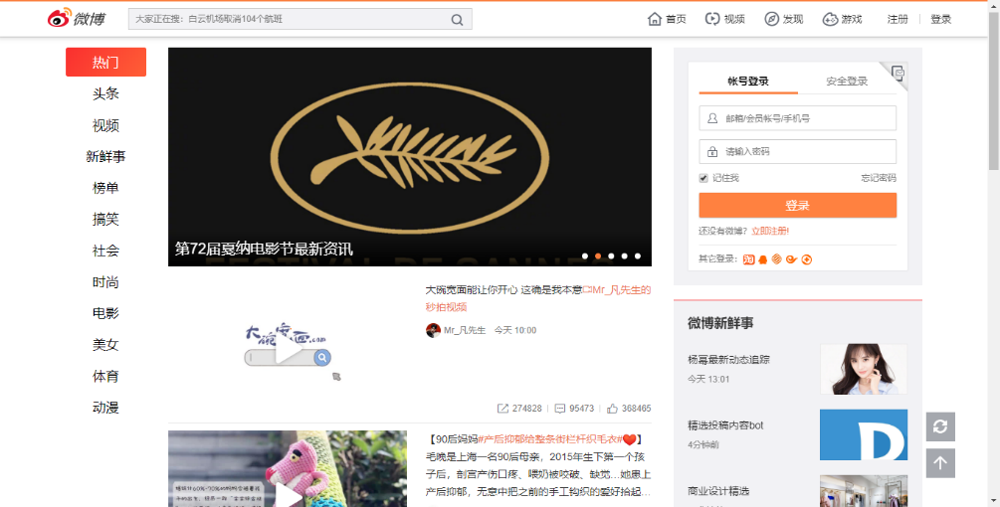 微博
大家正在搜：白云机场取消104个航班
首页
视频
发现
游戏
注册
登录
热门
头条
视频
新鲜事
榜单
搞笑
社会
时尚
电影
美女
体育
动漫
第72届戛纳电影节最新资讯
大碗宽面能让你开心 这确是我本意Mr_凡先生的
秒拍视频
Mr_凡先生 今天 10:00
大碗宽面.com
274828
95473
368465
【90后妈妈#产后抑郁给整条街栏杆织毛衣#❤】
毛晚是上海一名90后母亲，2015年生下第一个孩
子后，剖宫产伤口疼、喂奶被咬破、缺觉...她患上
产后抑郁，无意中把之前的手工钩织的爱好拾起...
帐号登录
安全登录
邮箱/会员帐号/手机号
请输入密码
记住我
忘记密码
登录
还没有微博？立即注册!
其它登录：
微博新鲜事
杨幂最新动态追踪
今天 13:01
精选投稿内容bot
4分钟前
商业设计精选